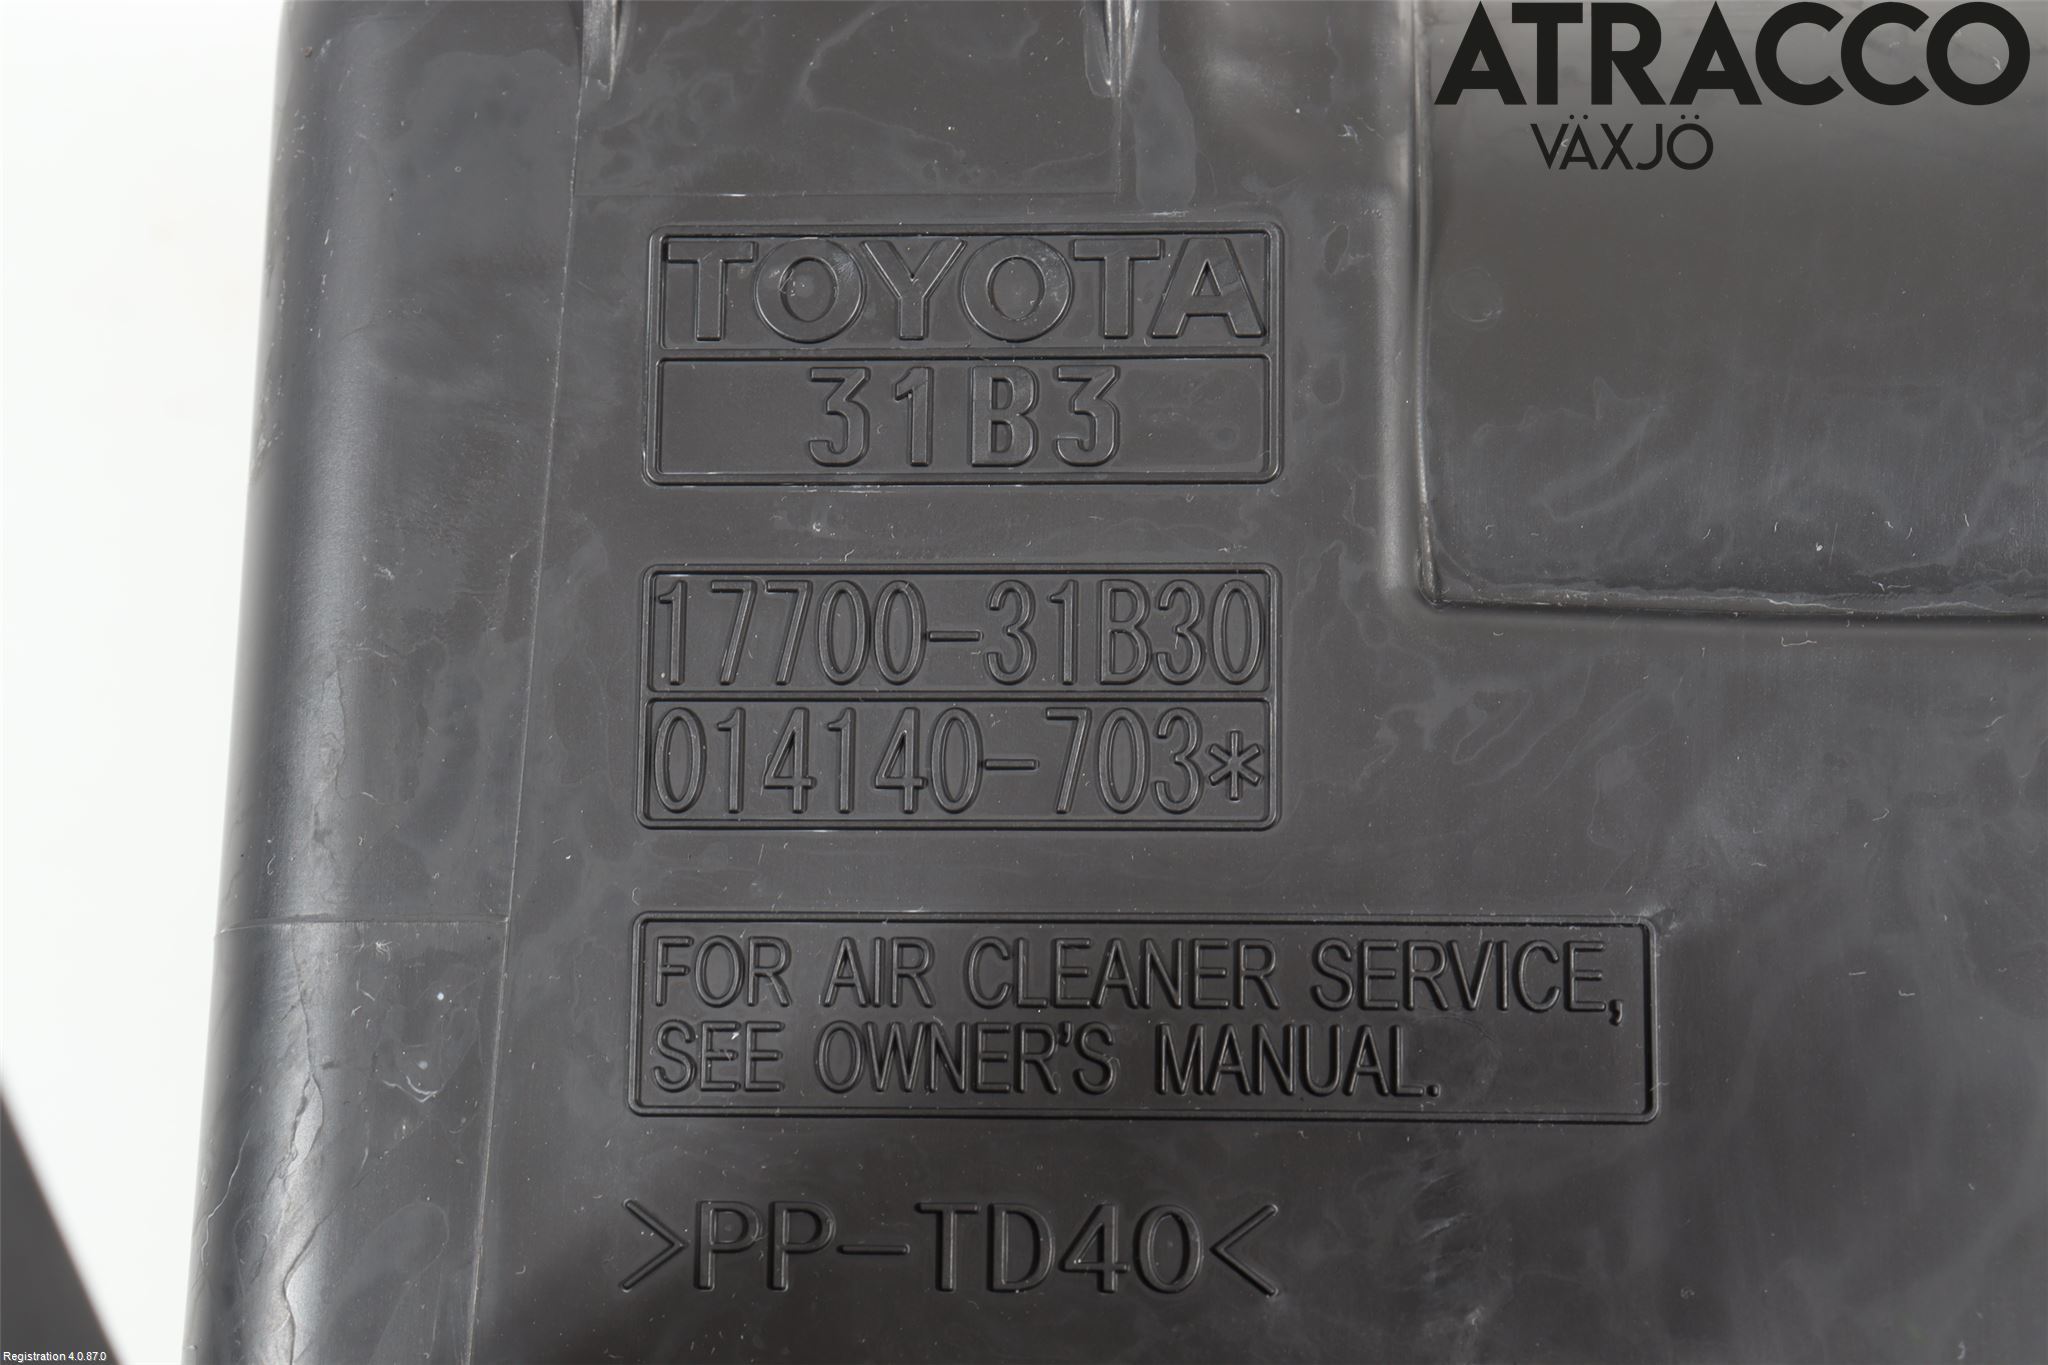 ATRACCO
VÄXJÖ
TOYOTA
31B3
17700-31B30
014140-703*
FOR AIR CLEANER SERVICE,
SEE OWNER'S MANUAL.
>PP-TD40<
Registration 4.0.87.0